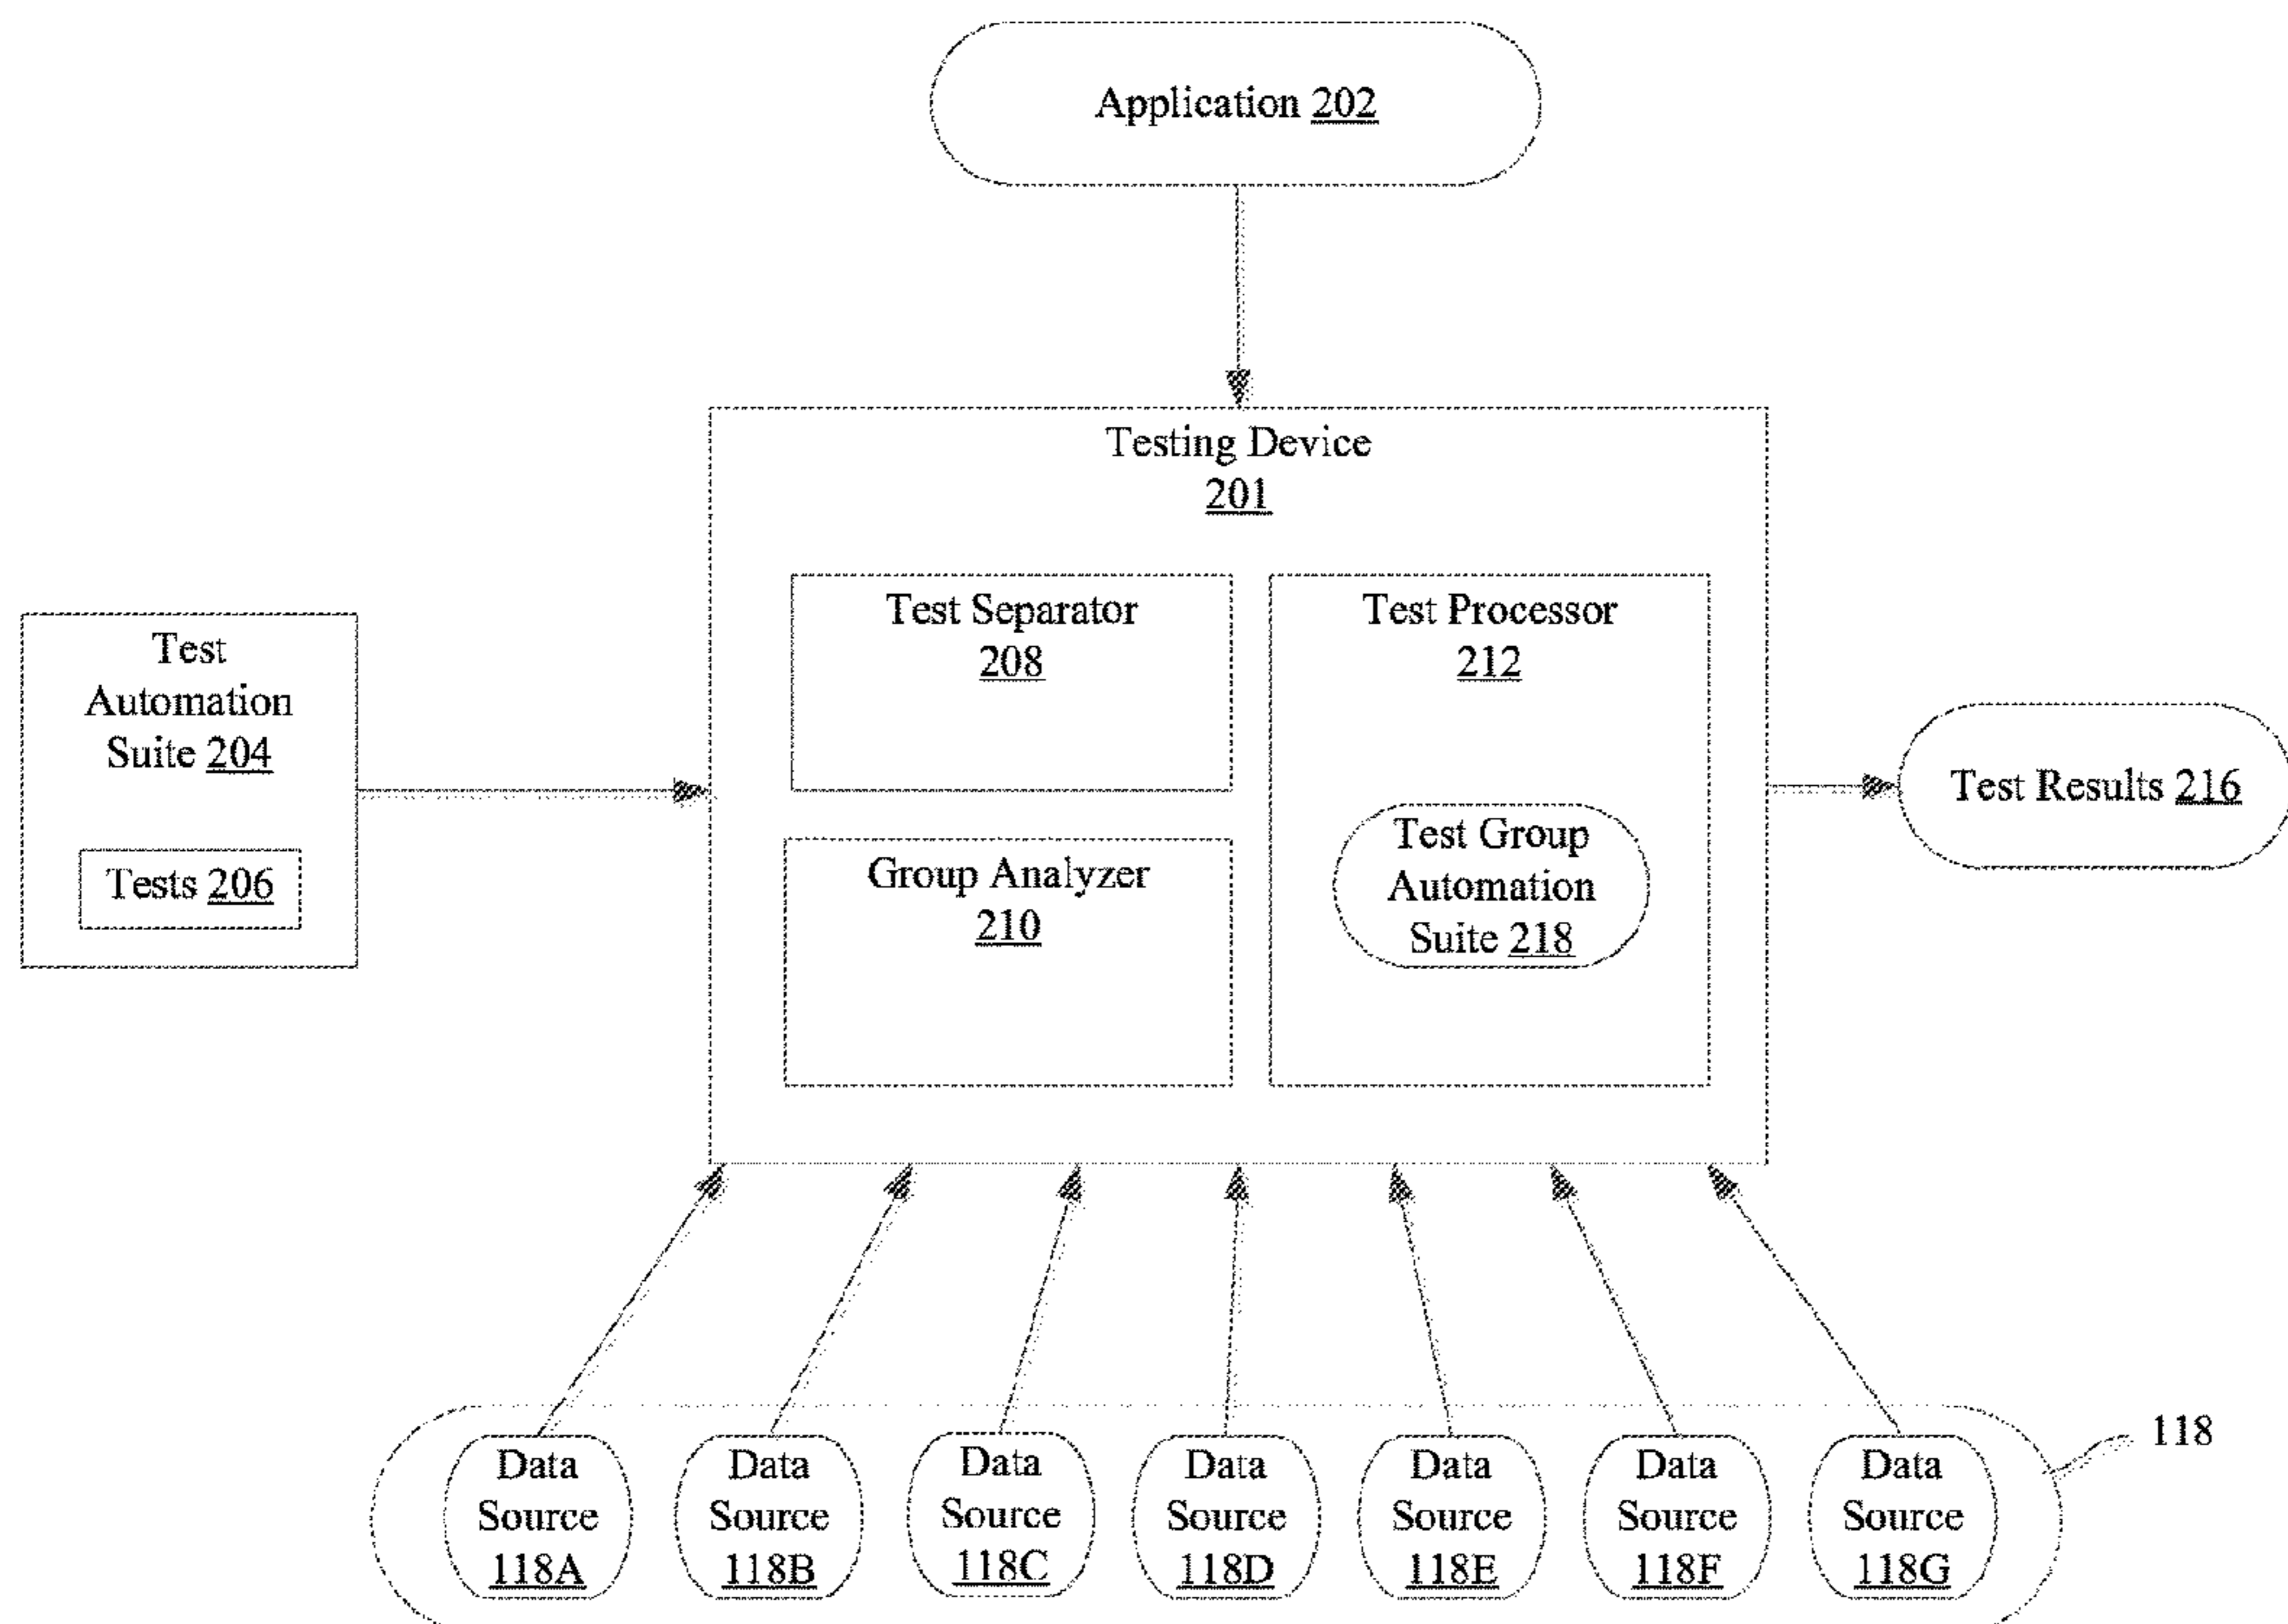 Application 202
Testing Device
201
Test Separator
208
Test Processor
212
Test
Automation
Suite 204
Tests 206
Group Analyzer
210
Test Group
Automation
Suite 218
Test Results 216
118
Data
Source
118A
Data
Source
118B
Data
Source
118C
Data
Source
118D
Data
Source
118E
Data
Source
118F
Data
Source
118G